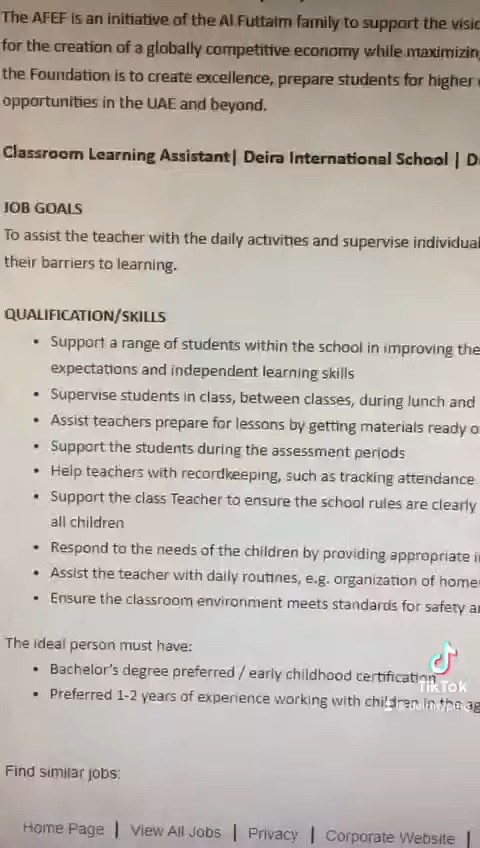 The AFEF is an initiative of the Al Futtaim family to support the
for the creation of a globally competitive economy while
the Foundation is to create excellence, prepare students for higher
opportunities in the UAE and beyond.
Classroom Learning Assistant| Deira International School |
JOB GOALS
To assist the teacher with the daily activities and supervise
their barriers to learning.
QUALIFICATION/SKILLS
• Support a range of students within the school in improving
expectations and independent learning skills
• Supervise students in class, between classes, during lunch and
• Assist teachers prepare for lessons by getting materials ready
• Support the students during the assessment periods
• Help teachers with recordkeeping, such as tracking attendance
• Support the class Teacher to ensure the school rules are clearly
all children
• Respond to the needs of the children by providing appropriate
• Assist the teacher with daily routines, e.g. organization of
• Ensure the classroom environment meets standards for safety
The ideal person must have:
• Bachelor's degree preferred / early childhood certification
TikTok
• Preferred 1-2 years of experience working with children in the
Find similar jobs:
Home Page | View All Jobs | Privacy | Corporate Website |